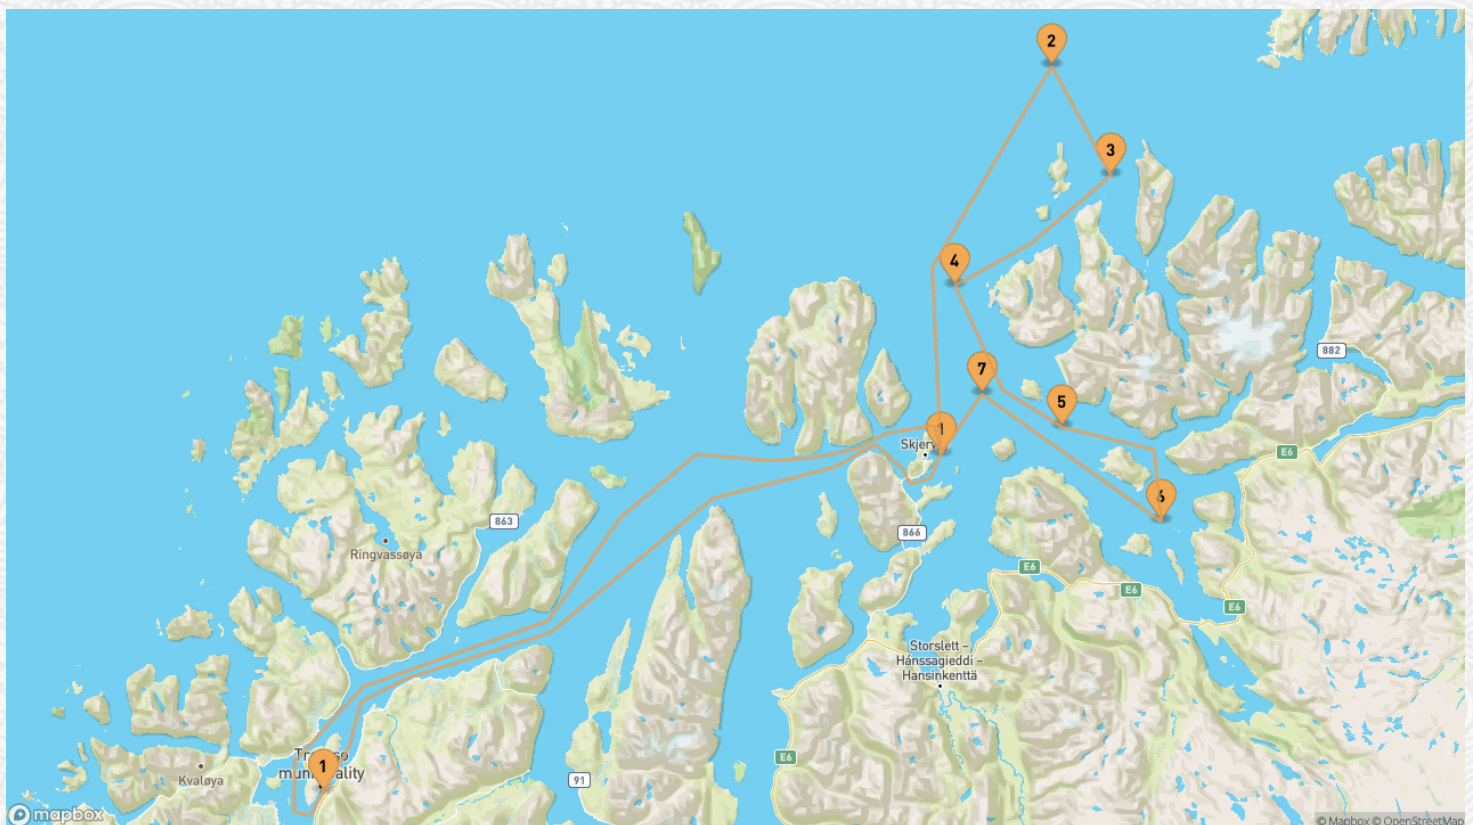 2
3
4
882
7
5
Skjerv
1
E6
6
863
866
Ringvassøya
E6
E6
E6
Storslett –
Hánssagieddi –
Hansinkenttä
E6
1
91
Kvaløya
mapbox
© Mapbox © OpenStreetMap